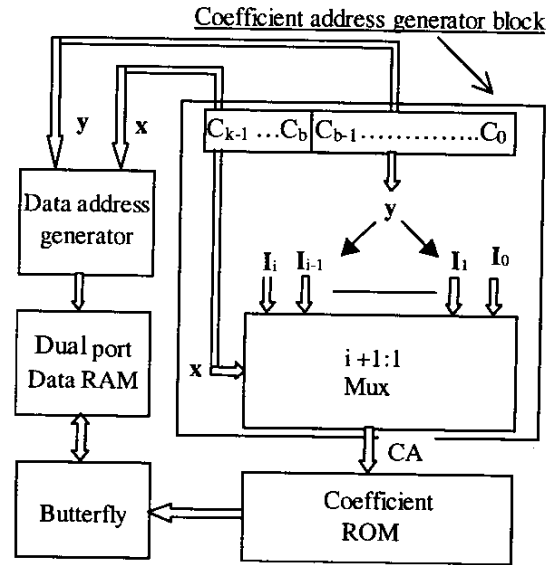 Coefficient address generator block
y
x
C_{k-1} ...C_b
C_{b-1}..............C_0
Data address
generator
y
I_i
I_{i-1}
I_1
I_0
Dual port
Data RAM
x
i +1:1
Mux
CA
Butterfly
Coefficient
ROM